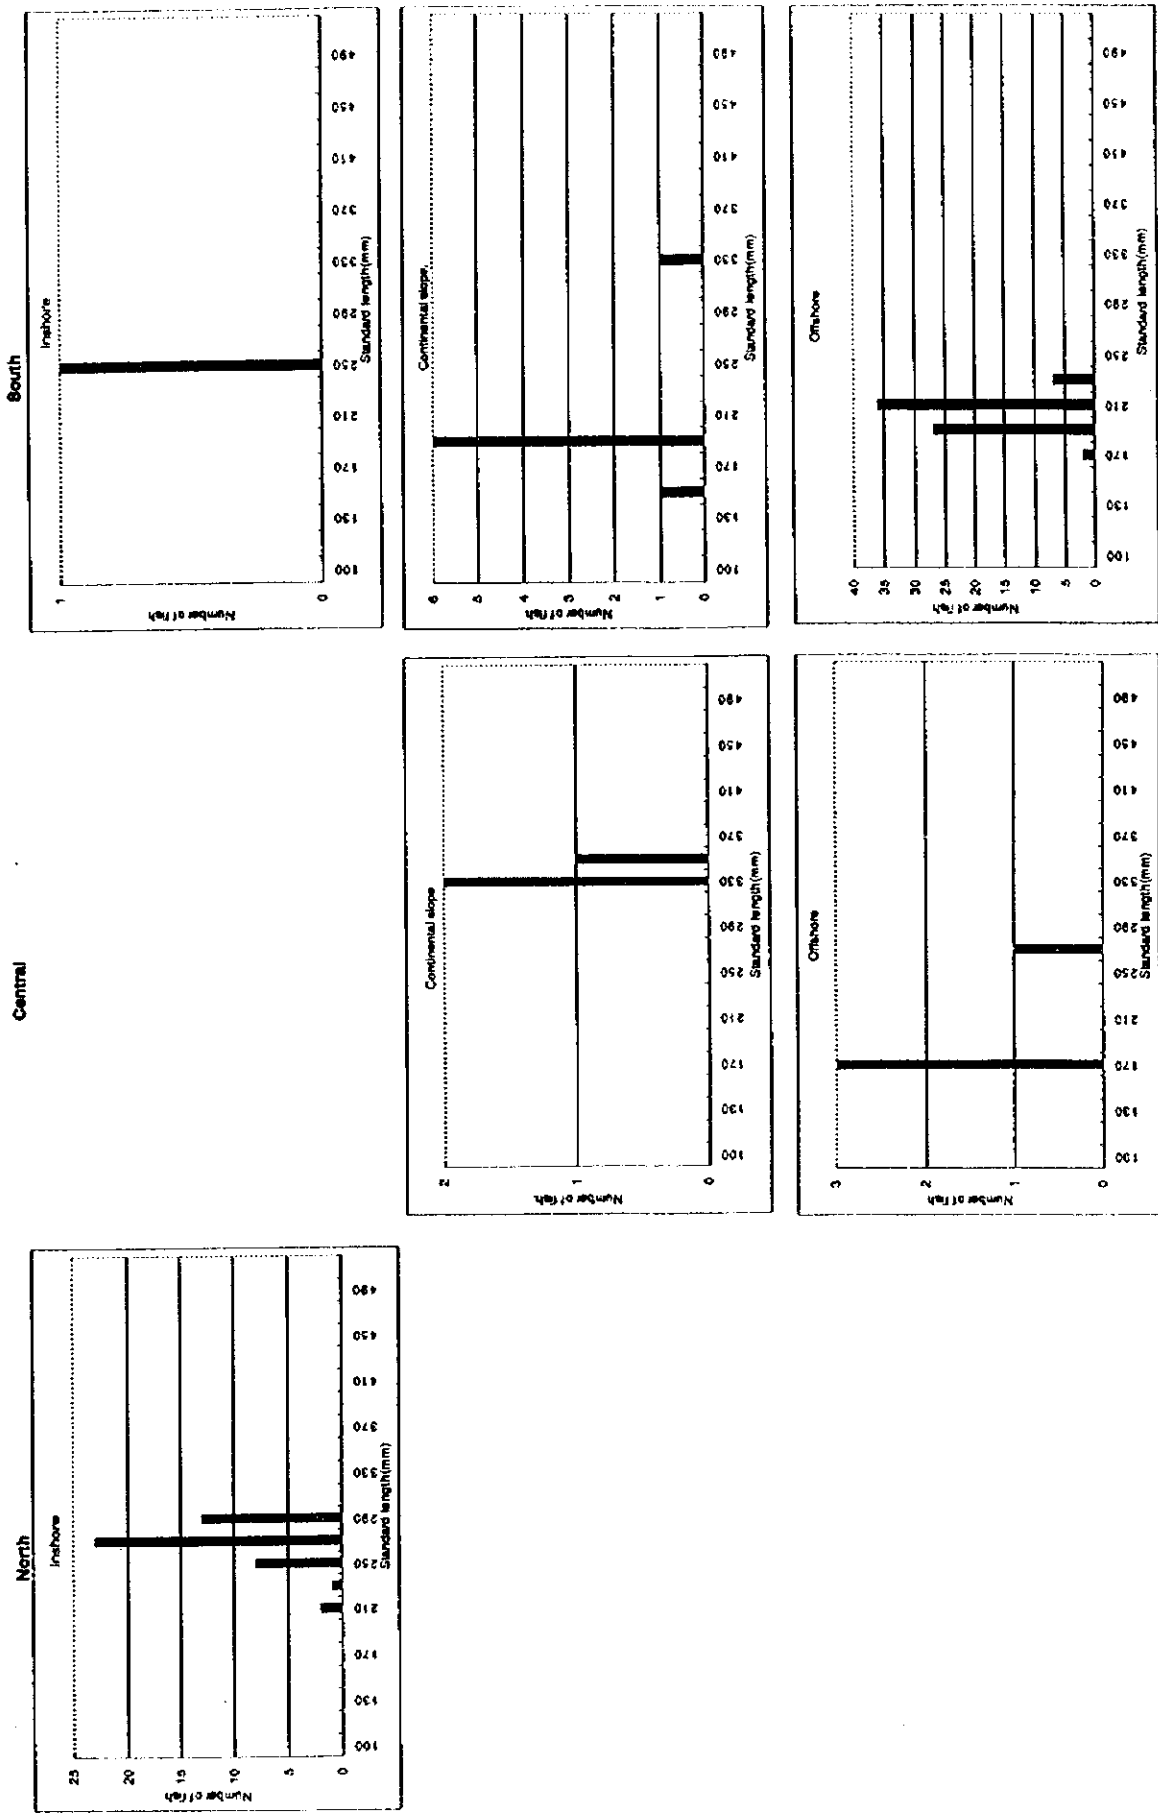 North
Inshore
Number of fish
25
20
15
10
5
0
100 130 170 210 250 290 330 370 410 450 490
Standard length(mm)
Central
Continental slope
Number of fish
2
1
0
100 130 170 210 250 290 330 370 410 450 490
Standard length(mm)
Offshore
Number of fish
3
2
1
0
100 130 170 210 250 290 330 370 410 450 490
Standard length(mm)
South
Inshore
Number of fish
1
0
100 130 170 210 250 290 330 370 410 450 490
Standard length(mm)
Continental slope
Number of fish
6
5
4
3
2
1
0
100 130 170 210 250 290 330 370 410 450 490
Standard length(mm)
Offshore
Number of fish
40
35
30
25
20
15
10
5
0
100 130 170 210 250 290 330 370 410 450 490
Standard length(mm)